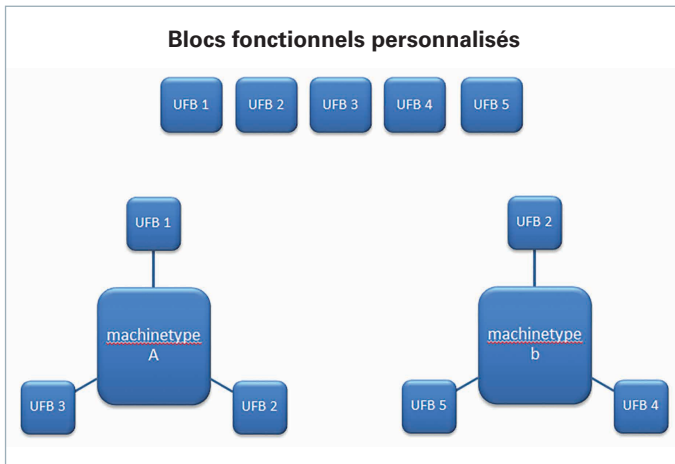 Blocs fonctionnels personnalisés
UFB 1 UFB 2 UFB 3 UFB 4 UFB 5
UFB 1
machinetype
A
UFB 3
UFB 2
UFB 2
machinetype
b
UFB 5
UFB 4